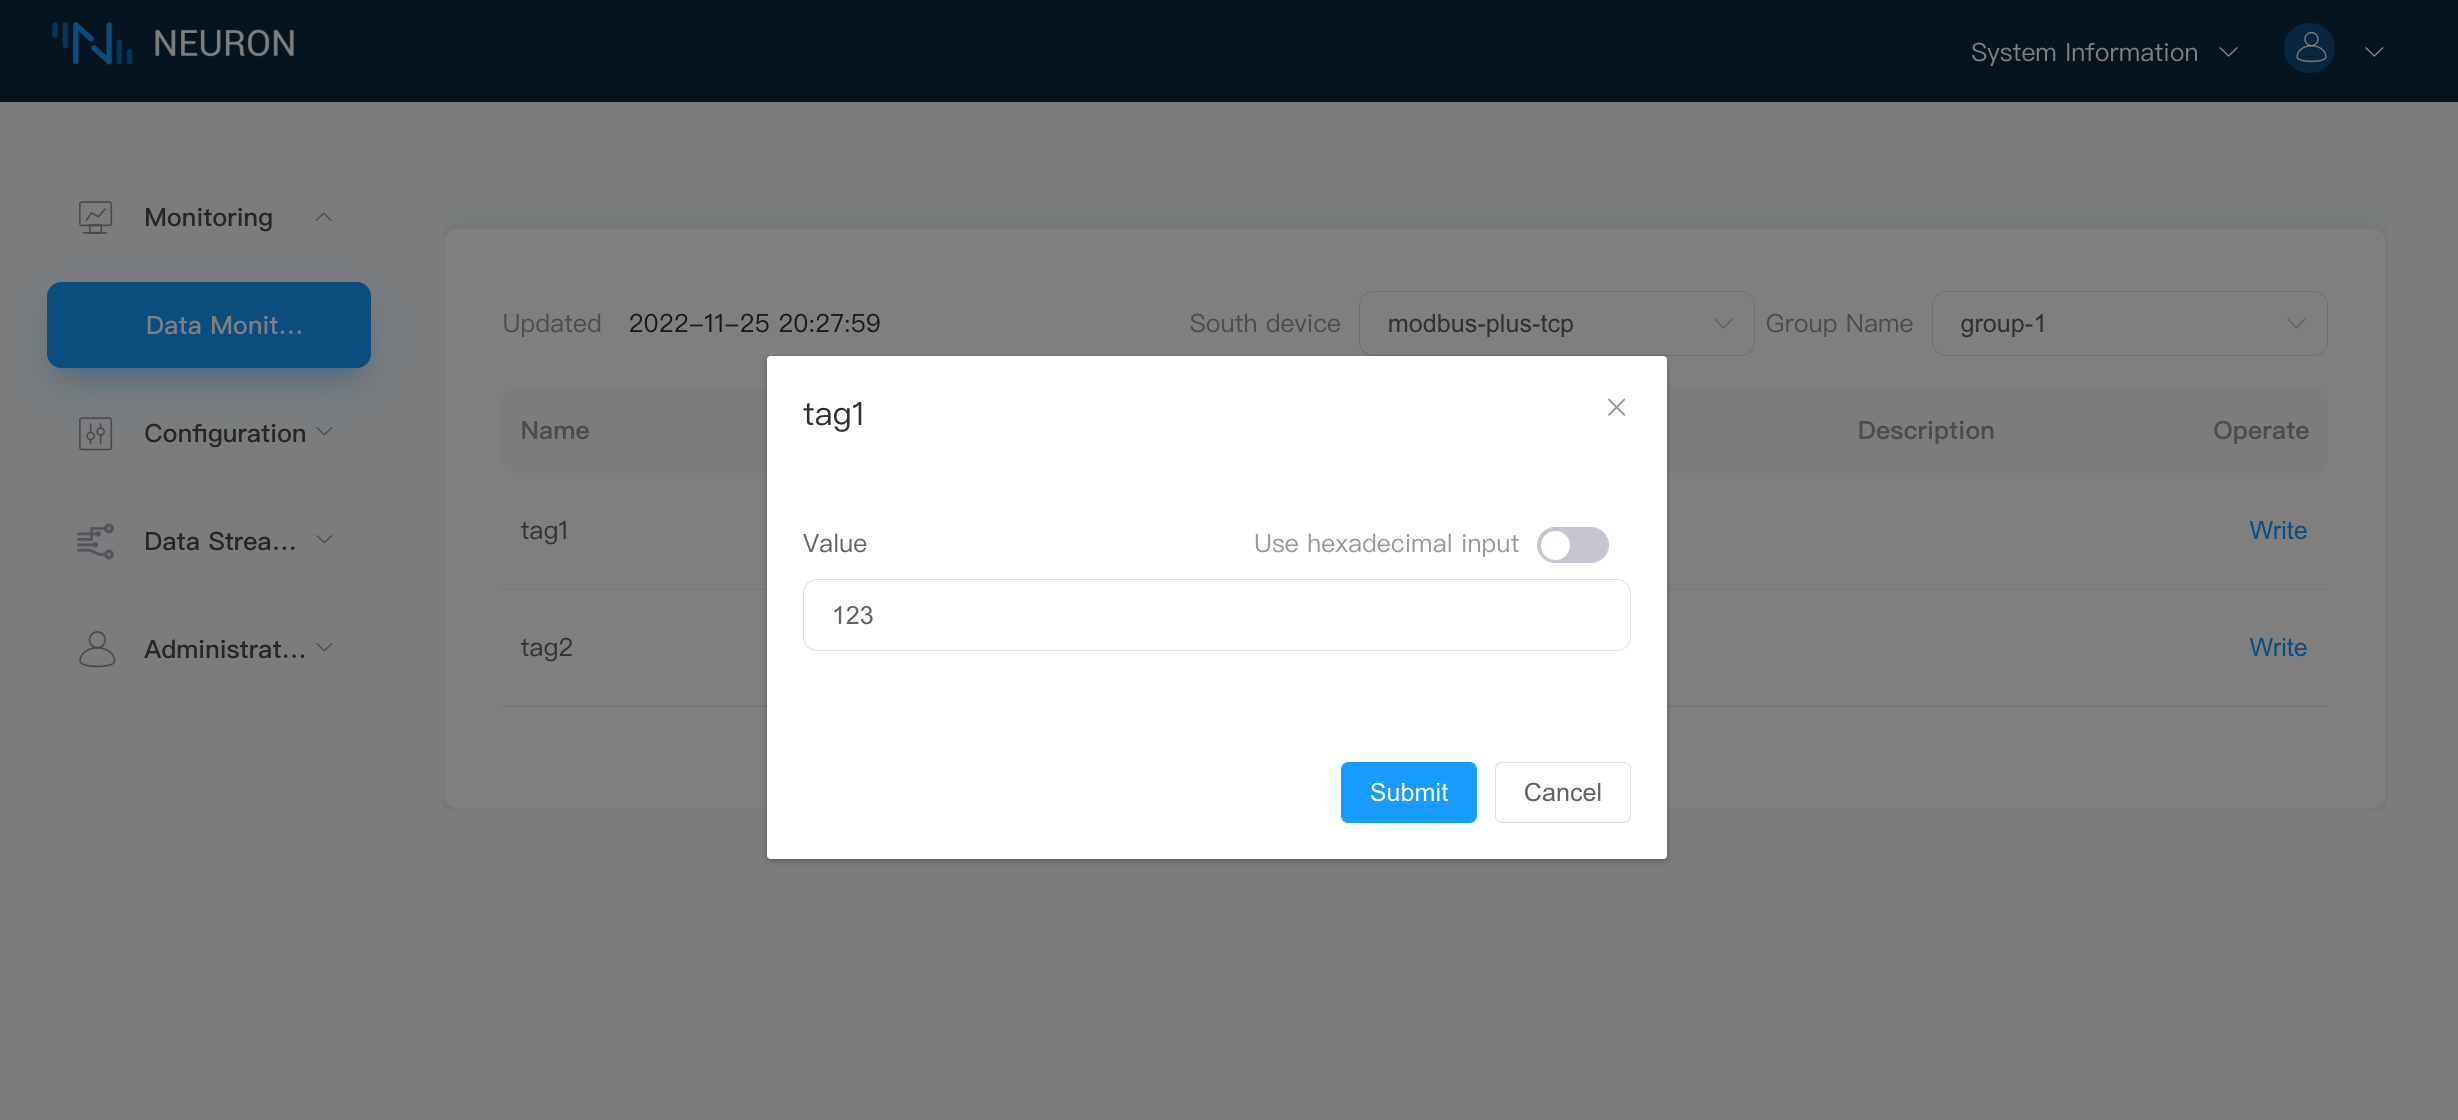 NEURON
System Information
Monitoring
Data Monit...
Configuration
Data Strea...
Administrat...
Updated 2022-11-25 20:27:59
South device modbus-plus-tcp Group Name group-1
Name Description Operate
tag1 Write
tag2 Write
tag1
Value Use hexadecimal input
123
Submit Cancel